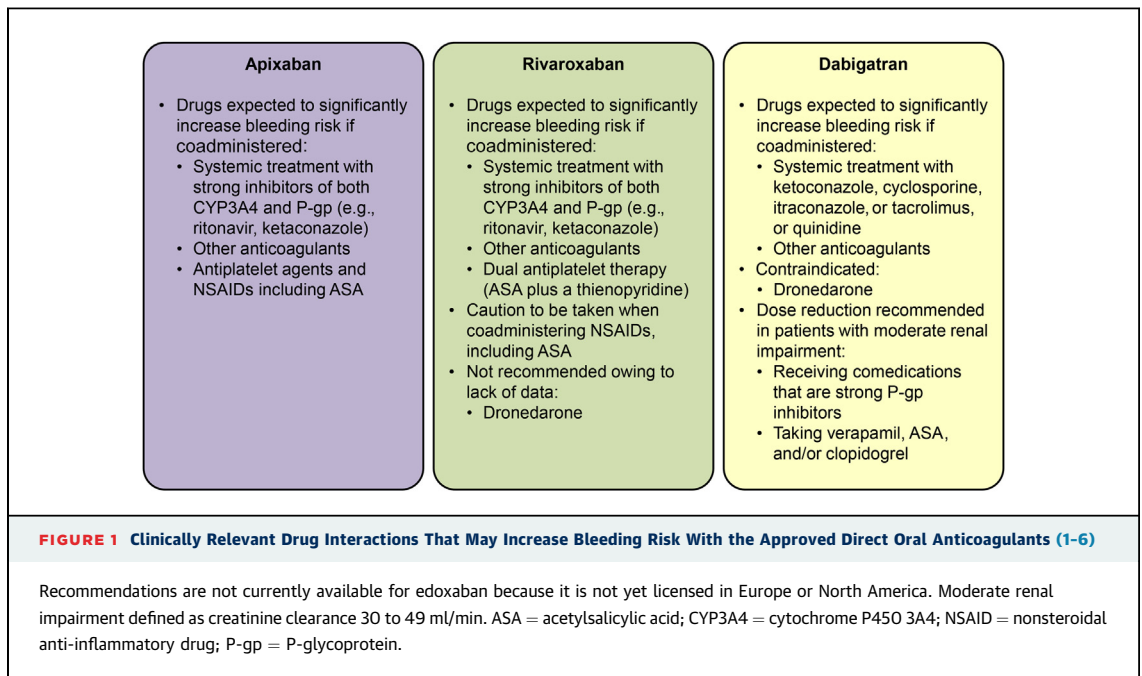 Apixaban
• Drugs expected to significantly
increase bleeding risk if
coadministered:
• Systemic treatment with
strong inhibitors of both
CYP3A4 and P-gp (e.g.,
ritonavir, ketaconazole)
• Other anticoagulants
• Antiplatelet agents and
NSAIDs including ASA
Rivaroxaban
• Drugs expected to significantly
increase bleeding risk if
coadministered:
• Systemic treatment with
strong inhibitors of both
CYP3A4 and P-gp (e.g.,
ritonavir, ketaconazole)
• Other anticoagulants
• Dual antiplatelet therapy
(ASA plus a thienopyridine)
• Caution to be taken when
coadministering NSAIDs,
including ASA
• Not recommended owing to
lack of data:
• Dronedarone
Dabigatran
• Drugs expected to significantly
increase bleeding risk if
coadministered:
• Systemic treatment with
ketoconazole, cyclosporine,
itraconazole, or tacrolimus,
or quinidine
• Other anticoagulants
• Contraindicated:
• Dronedarone
• Dose reduction recommended
in patients with moderate renal
impairment:
• Receiving comedications
that are strong P-gp
inhibitors
• Taking verapamil, ASA,
and/or clopidogrel
FIGURE 1 Clinically Relevant Drug Interactions That May Increase Bleeding Risk With the Approved Direct Oral Anticoagulants (1-6)
Recommendations are not currently available for edoxaban because it is not yet licensed in Europe or North America. Moderate renal
impairment defined as creatinine clearance 30 to 49 ml/min. ASA = acetylsalicylic acid; CYP3A4 = cytochrome P450 3A4; NSAID = nonsteroidal
anti-inflammatory drug; P-gp = P-glycoprotein.